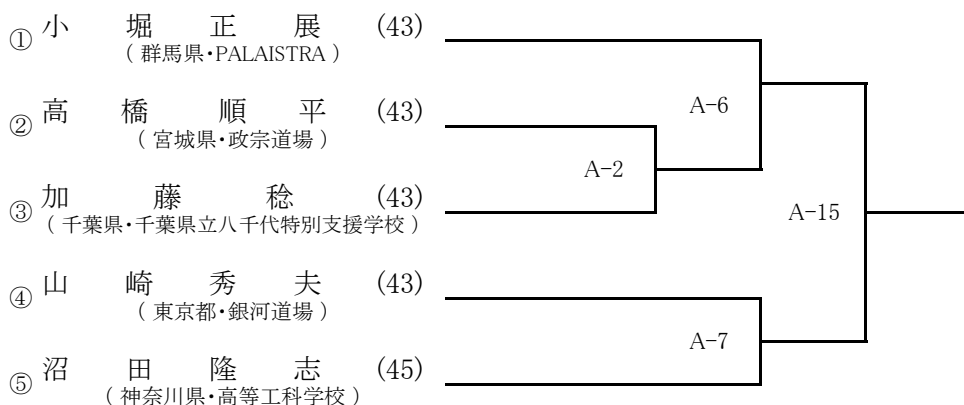 ① 小堀正展 (43)
（ 群馬県・PALAISTRA ）
② 高橋順平 (43)
（ 宮城県・政宗道場 ）
③ 加藤稔 (43)
（ 千葉県・千葉県立八千代特別支援学校 ）
④ 山崎秀夫 (43)
（ 東京都・銀河道場 ）
⑤ 沼田隆志 (45)
（ 神奈川県・高等工科学校 ）
A-6
A-2
A-15
A-7